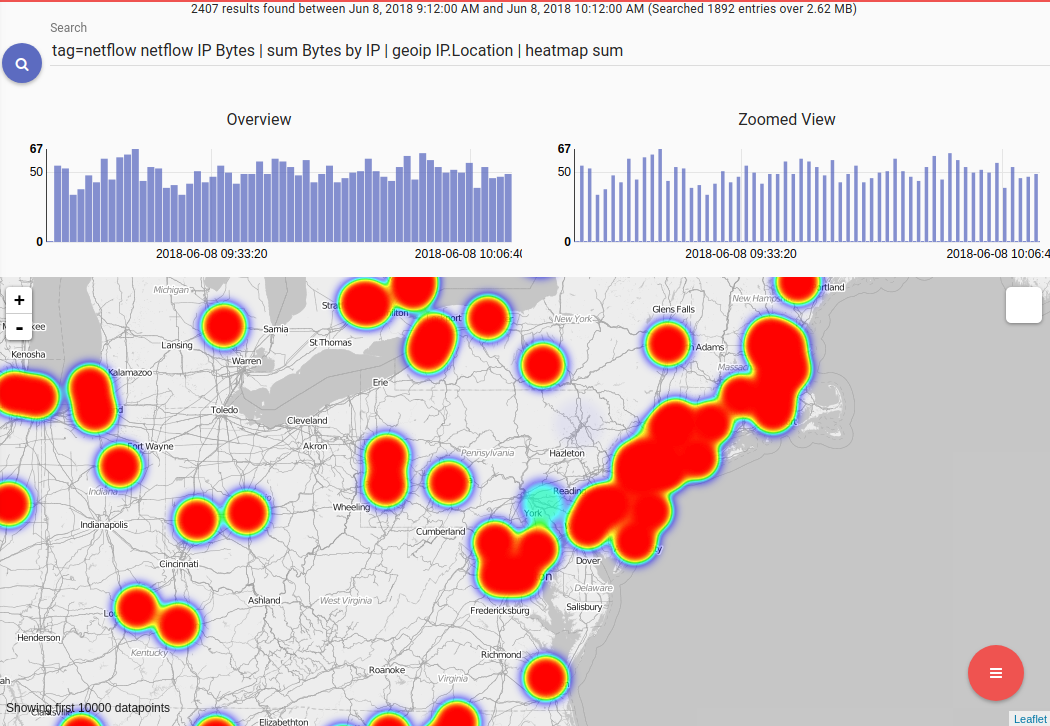 2407 results found between Jun 8, 2018 9:12:00 AM and Jun 8, 2018 10:12:00 AM (Searched 1892 entries over 2.62 MB)
Search
tag=netflow netflow IP Bytes | sum Bytes by IP | geoip IP.Location | heatmap sum
Overview
Zoomed View
67
50
0
2018-06-08 09:33:20
2018-06-08 10:06:40
67
50
0
2018-06-08 09:33:20
2018-06-08 10:06:4
+
-
Michigan
Kenosha
Lansing
Kalamazoo
Sarnia
Warren
St Thomas
Erie
New York
Glens Falls
New Hamps
Adams
Massac
Toledo
Cleveland
Akron
Fort Wayne
Indiana
Indianapolis
Cincinnati
Wheeling
Pennsylvania
Hazleton
Reading
York
Cumberland
Dover
Delaware
Salisbury
Fredericksburg
Richmond
Ashland
West Virginia
Henderson
Kentucky
Roanoke
Virginia
Elizabethton
Showing first 10000 datapoints
Leaflet